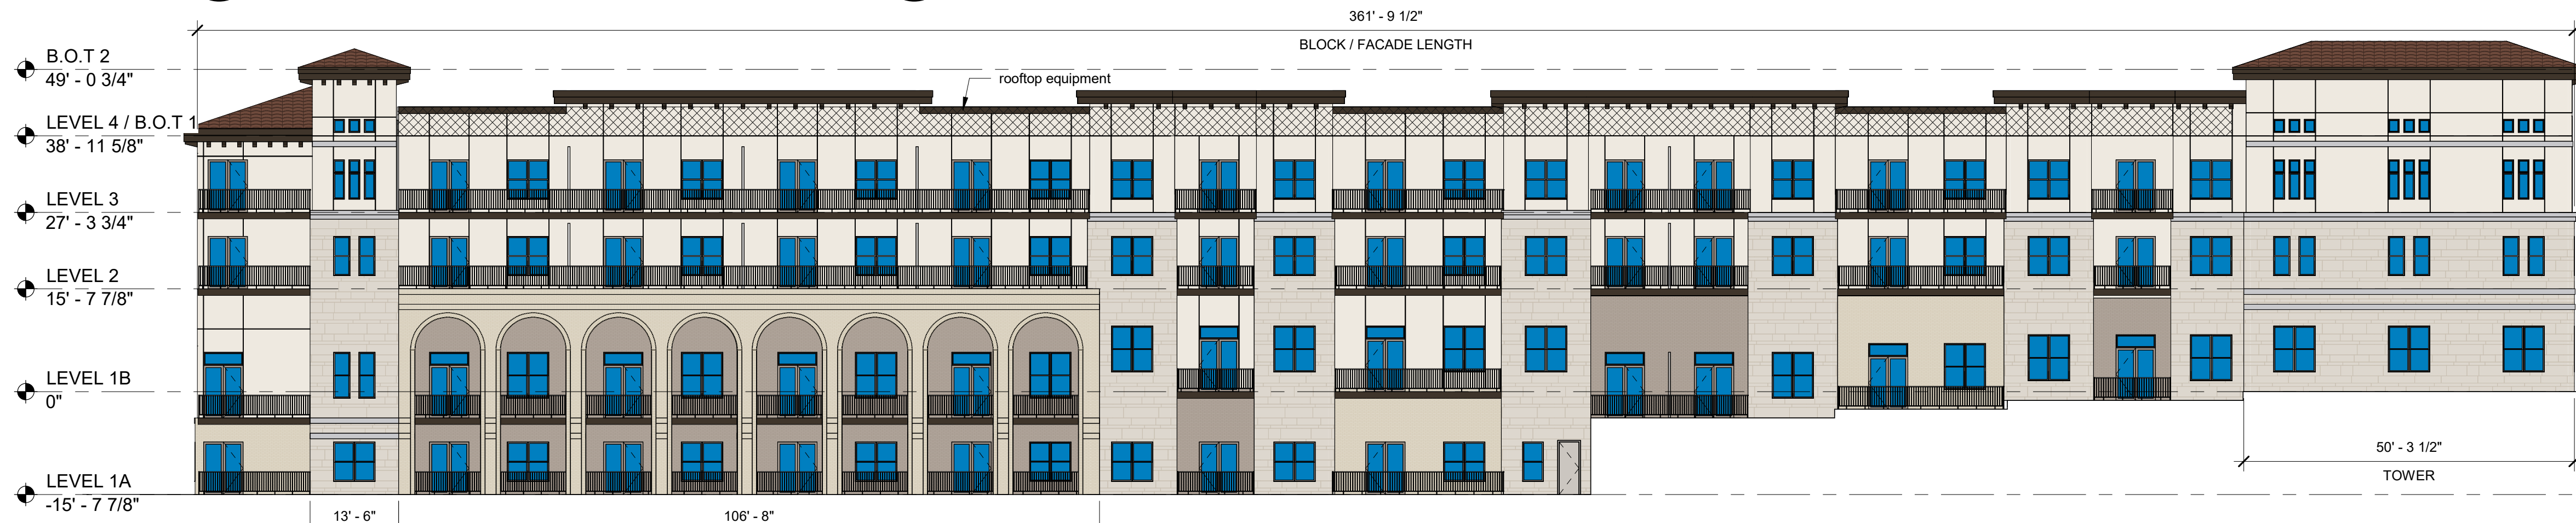 361' - 9 1/2"
BLOCK / FACADE LENGTH
B.O.T 2
49' - 0 3/4"
rooftop equipment
LEVEL 4 / B.O.T 1
38' - 11 5/8"
LEVEL 3
27' - 3 3/4"
LEVEL 2
15' - 7 7/8"
LEVEL 1B
0"
50' - 3 1/2"
TOWER
LEVEL 1A
-15' - 7 7/8"
13' - 6"
106' - 8"